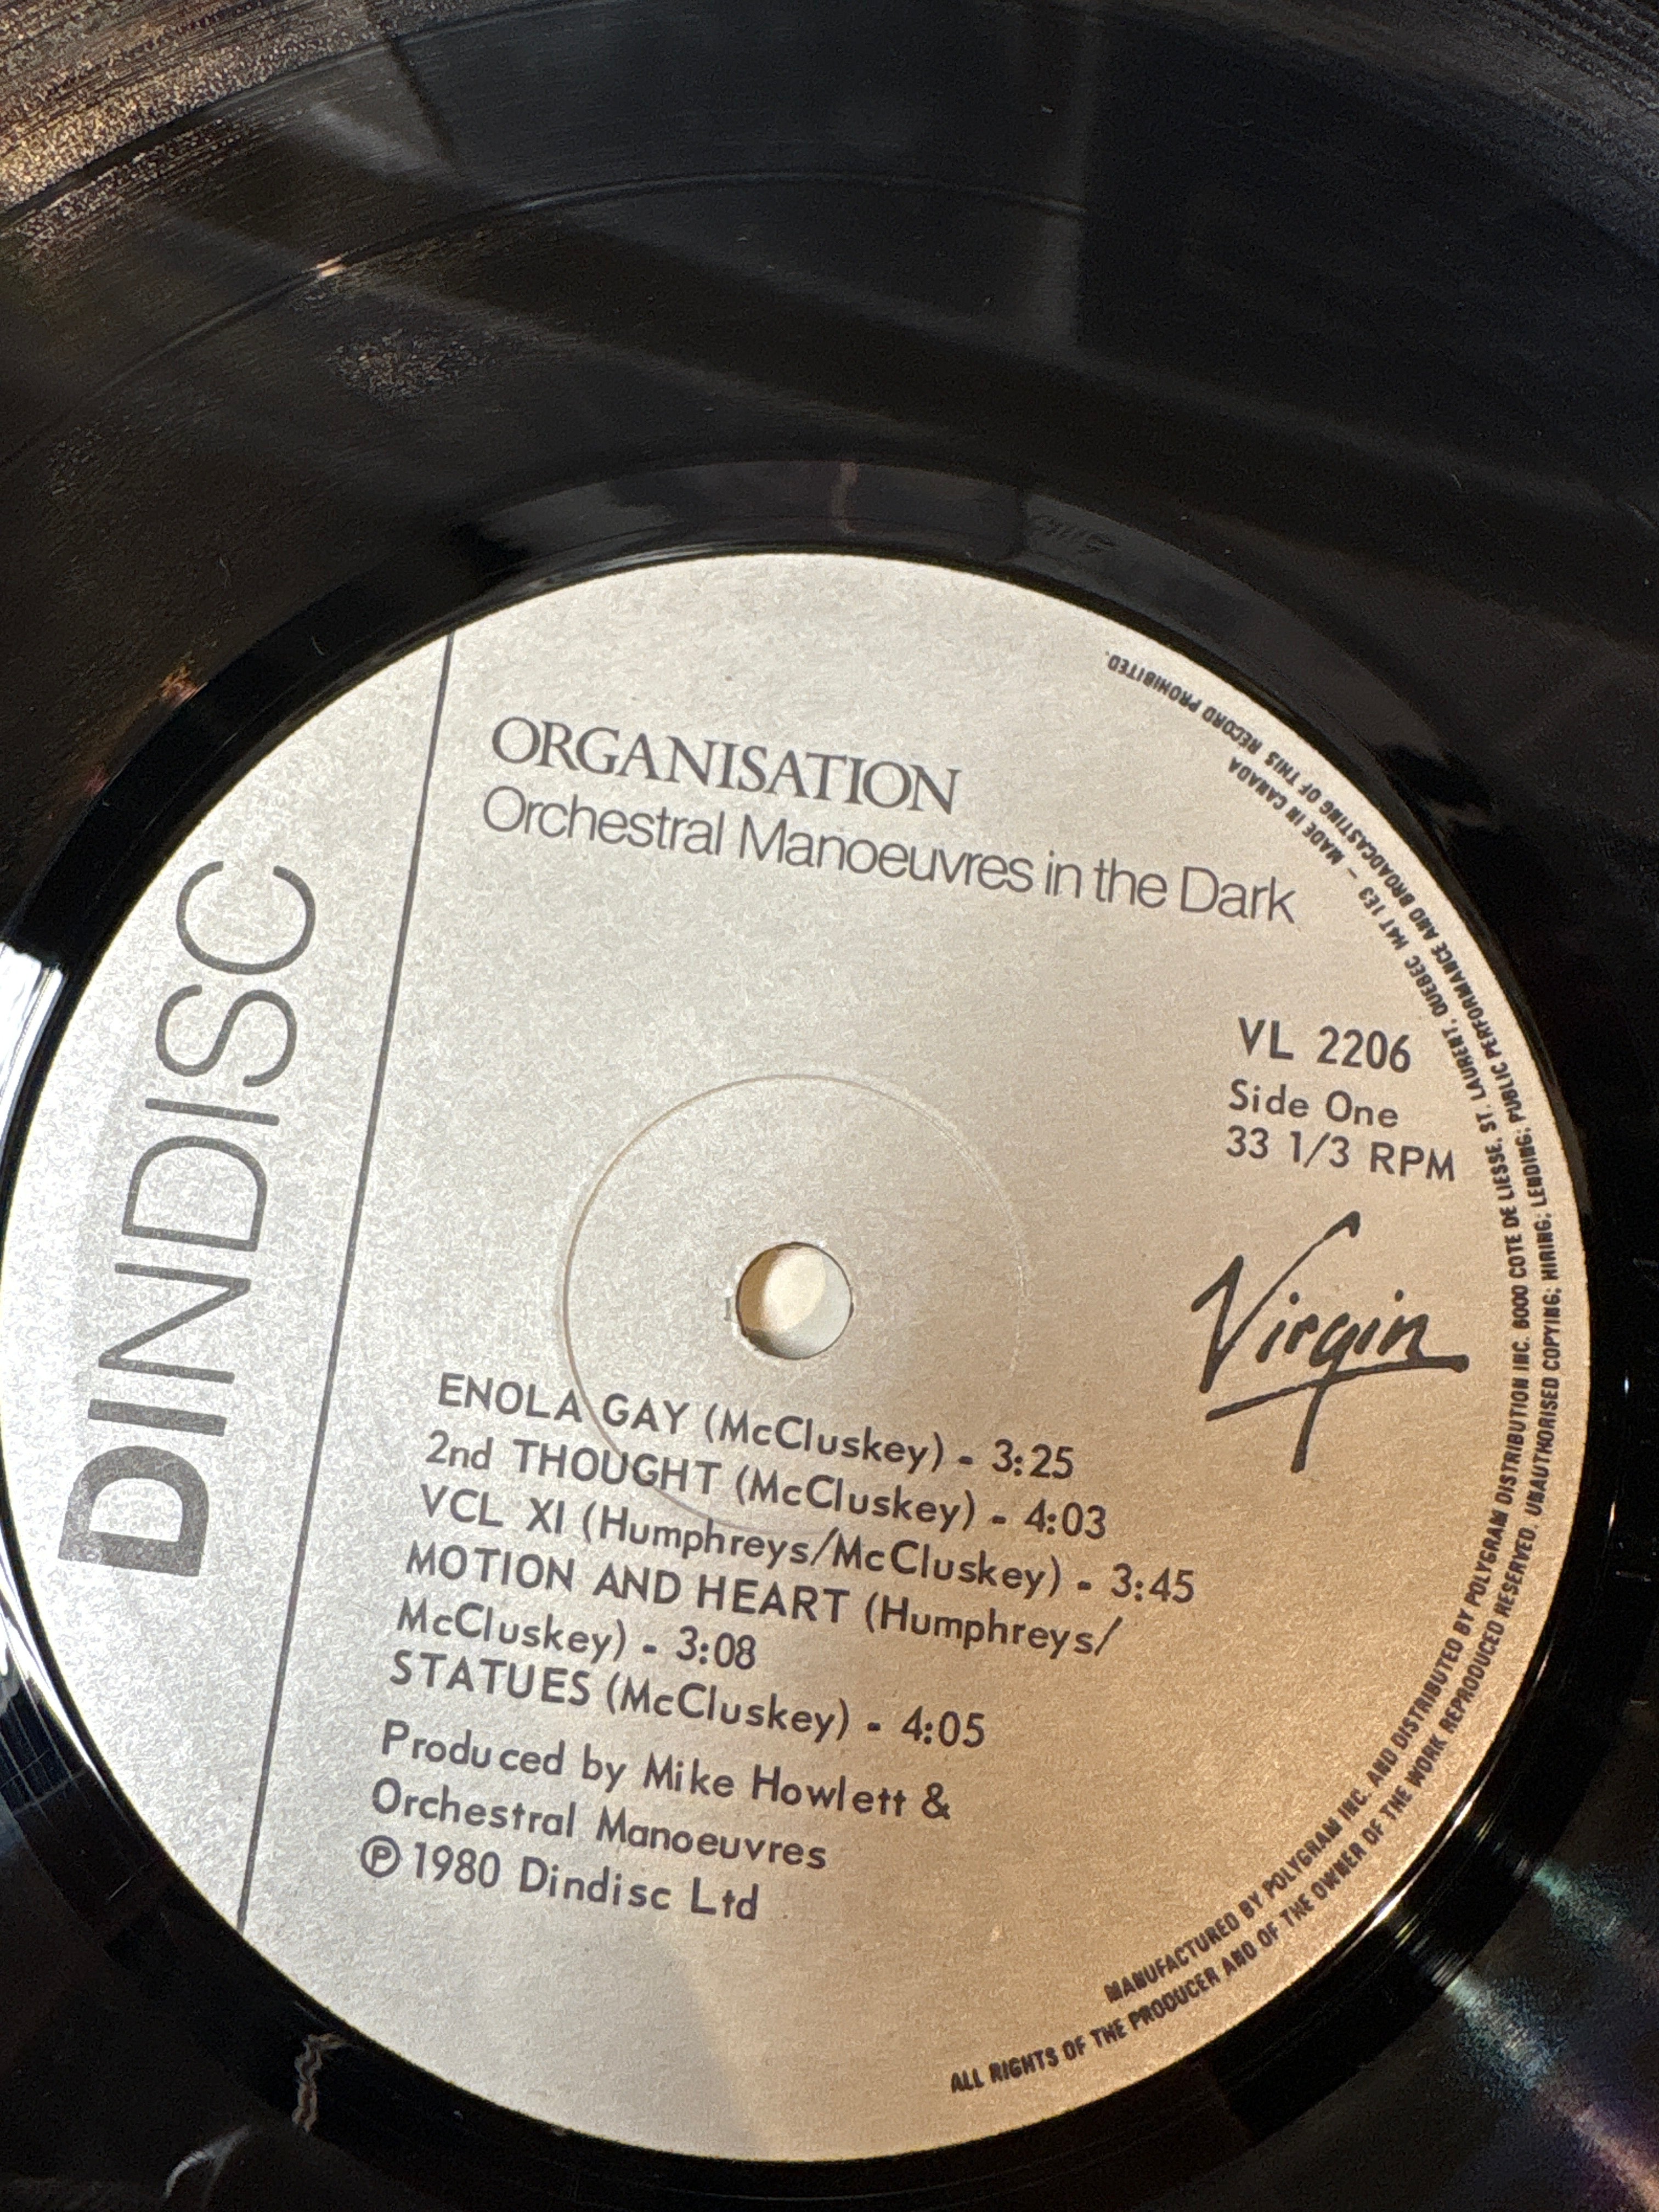 DINDISC
ORGANISATION
Orchestral Manoeuvres in the Dark
VL 2206
Side One
33 1/3 RPM
Virgin
ENOLA GAY (McCluskey) - 3:25
2nd THOUGHT (McCluskey) - 4:03
VCL XI (Humphreys/McCluskey) - 3:45
MOTION AND HEART (Humphreys/
McCluskey) - 3:08
STATUES (McCluskey) - 4:05
Produced by Mike Howlett &
Orchestral Manoeuvres
℗ 1980 Dindisc Ltd
MANUFACTURED BY POLYGRAM INC. AND DISTRIBUTED BY POLYGRAM DISTRIBUTION INC. 6000 COTE DE LIESSE, ST. LAURENT, QUEBEC H4T 1E3 – MADE IN CANADA
ALL RIGHTS OF THE PRODUCER AND OF THE OWNER OF THE WORK REPRODUCED RESERVED. UNAUTHORISED COPYING; HIRING; LENDING; PUBLIC PERFORMANCE AND BROADCASTING OF THIS RECORD PROHIBITED.